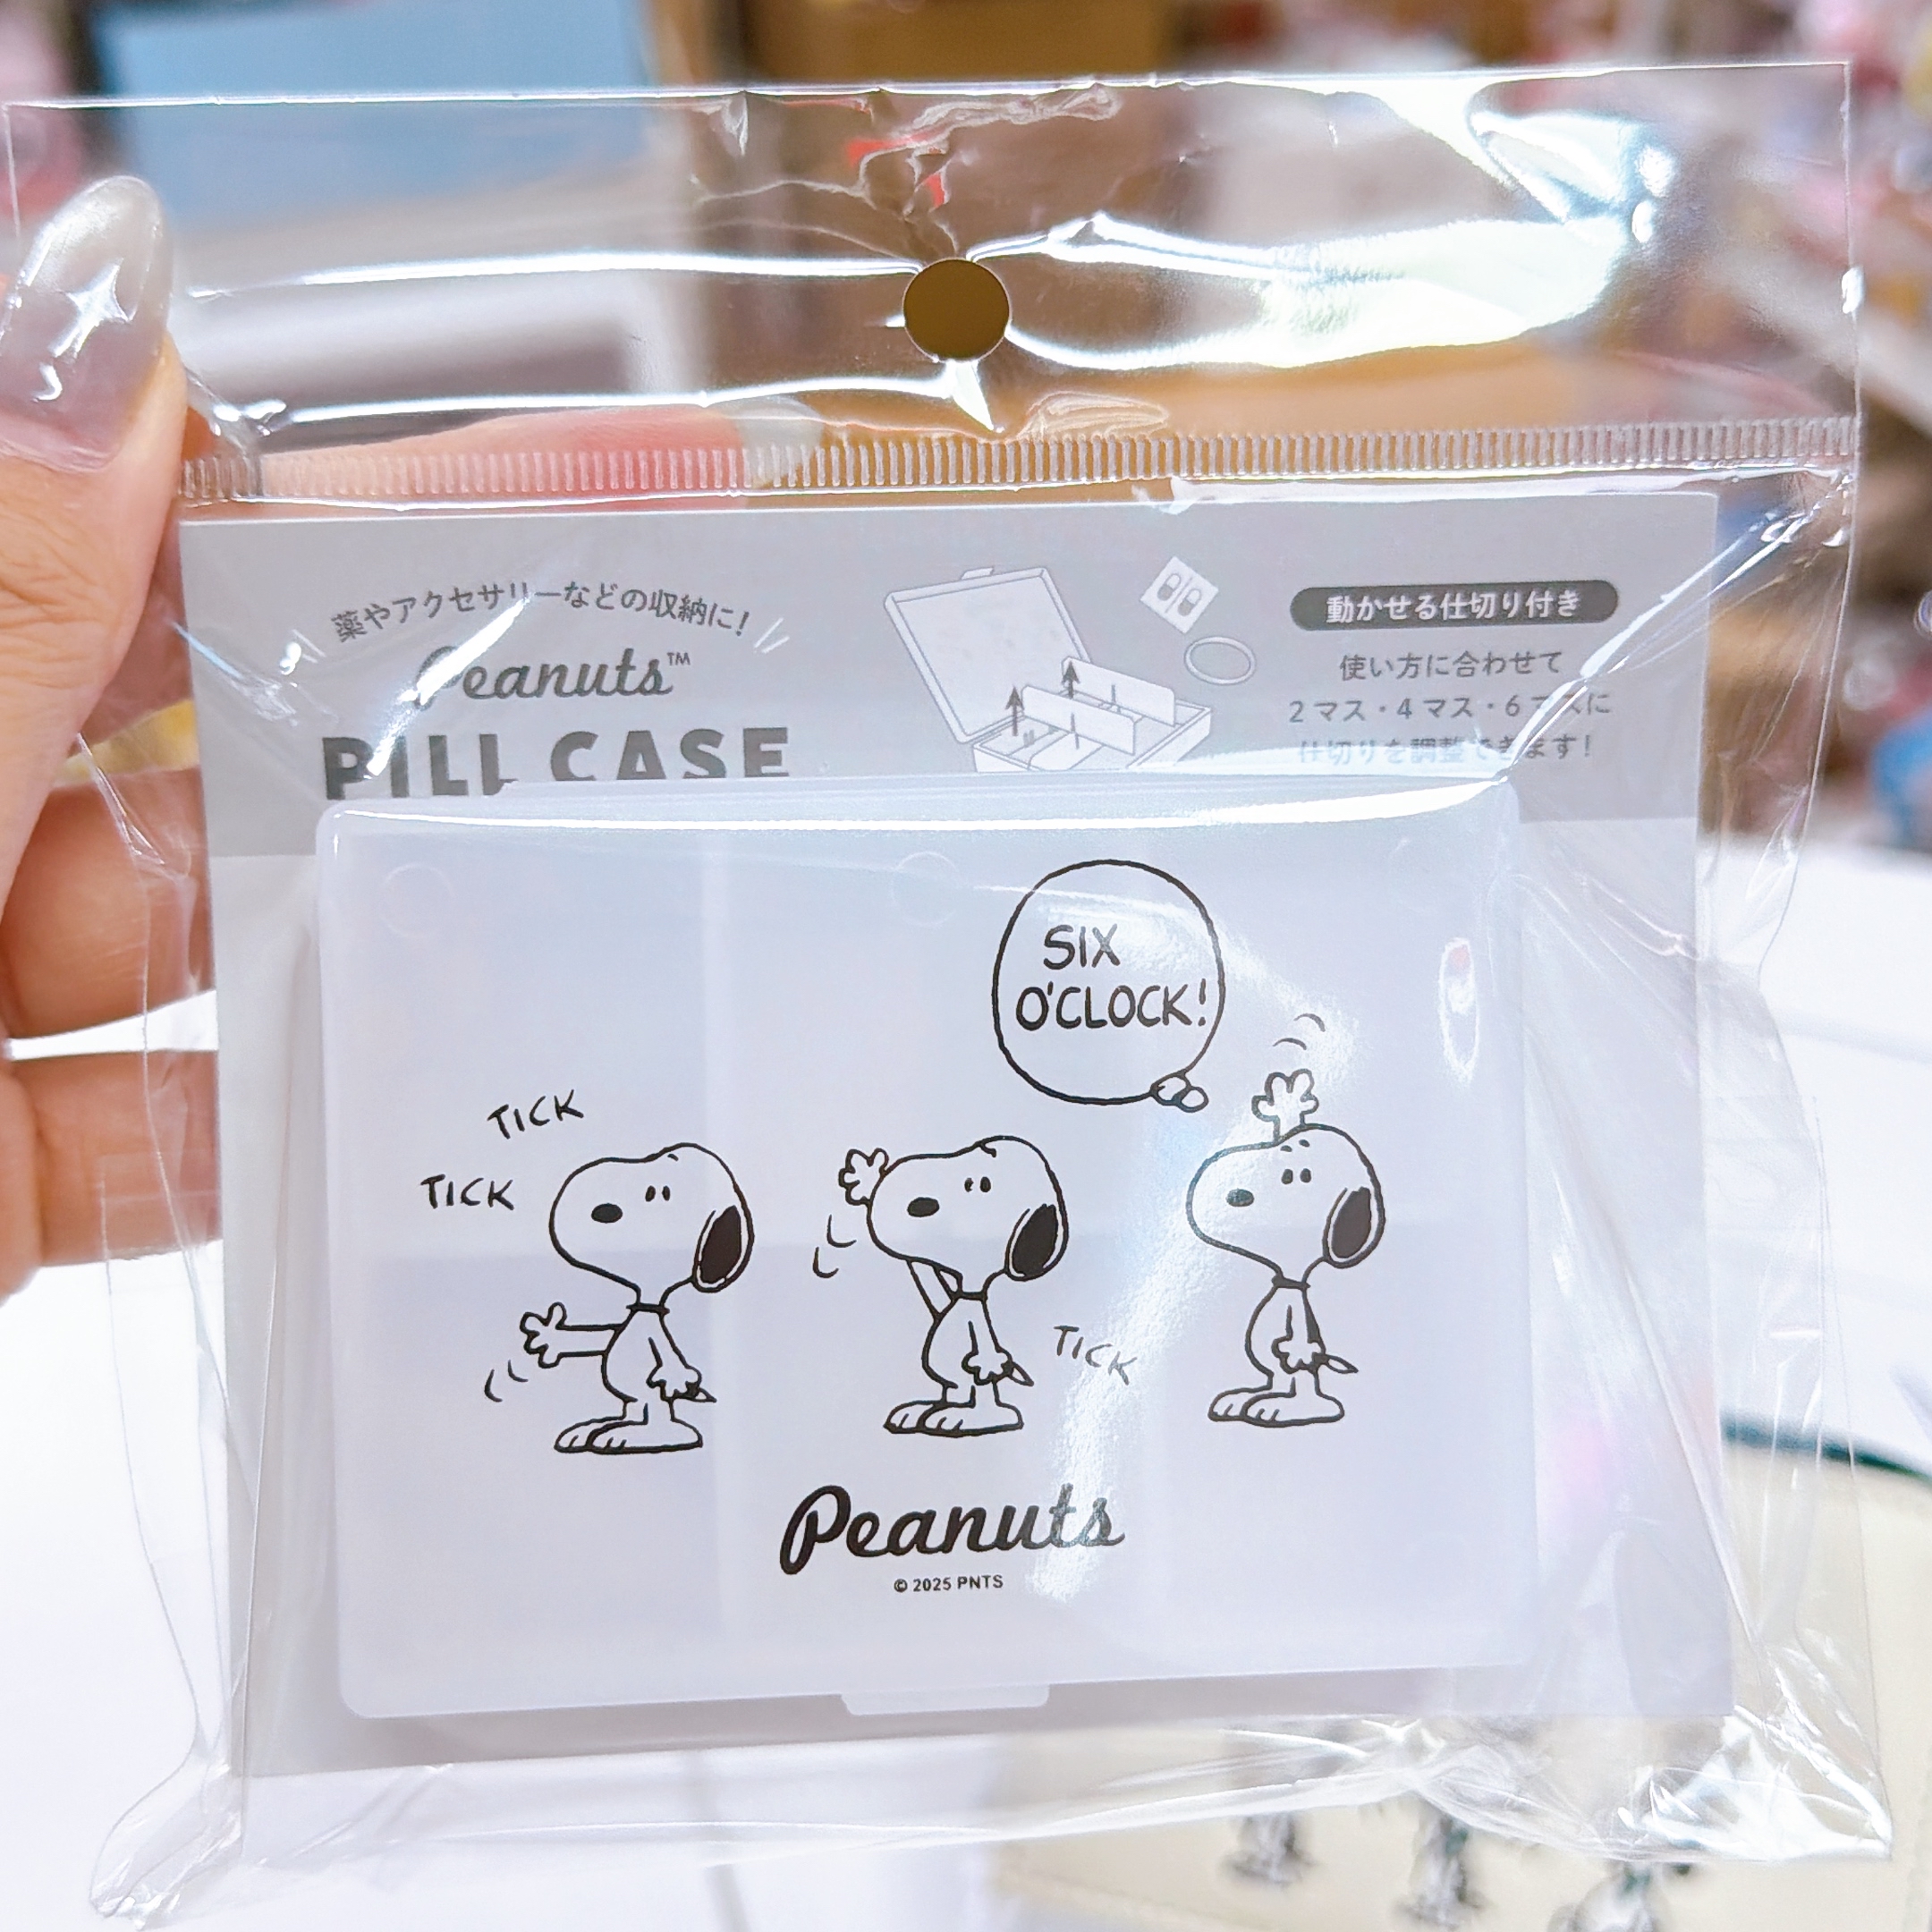 薬やアクセサリーなどの収納に!
Peanuts™
PILL CASE
動かせる仕切り付き
使い方に合わせて
2マス・4マス・6マスに
仕切りを調整できます!
SIX
O'CLOCK!
TICK
TICK
TICK
Peanuts
© 2025 PNTS